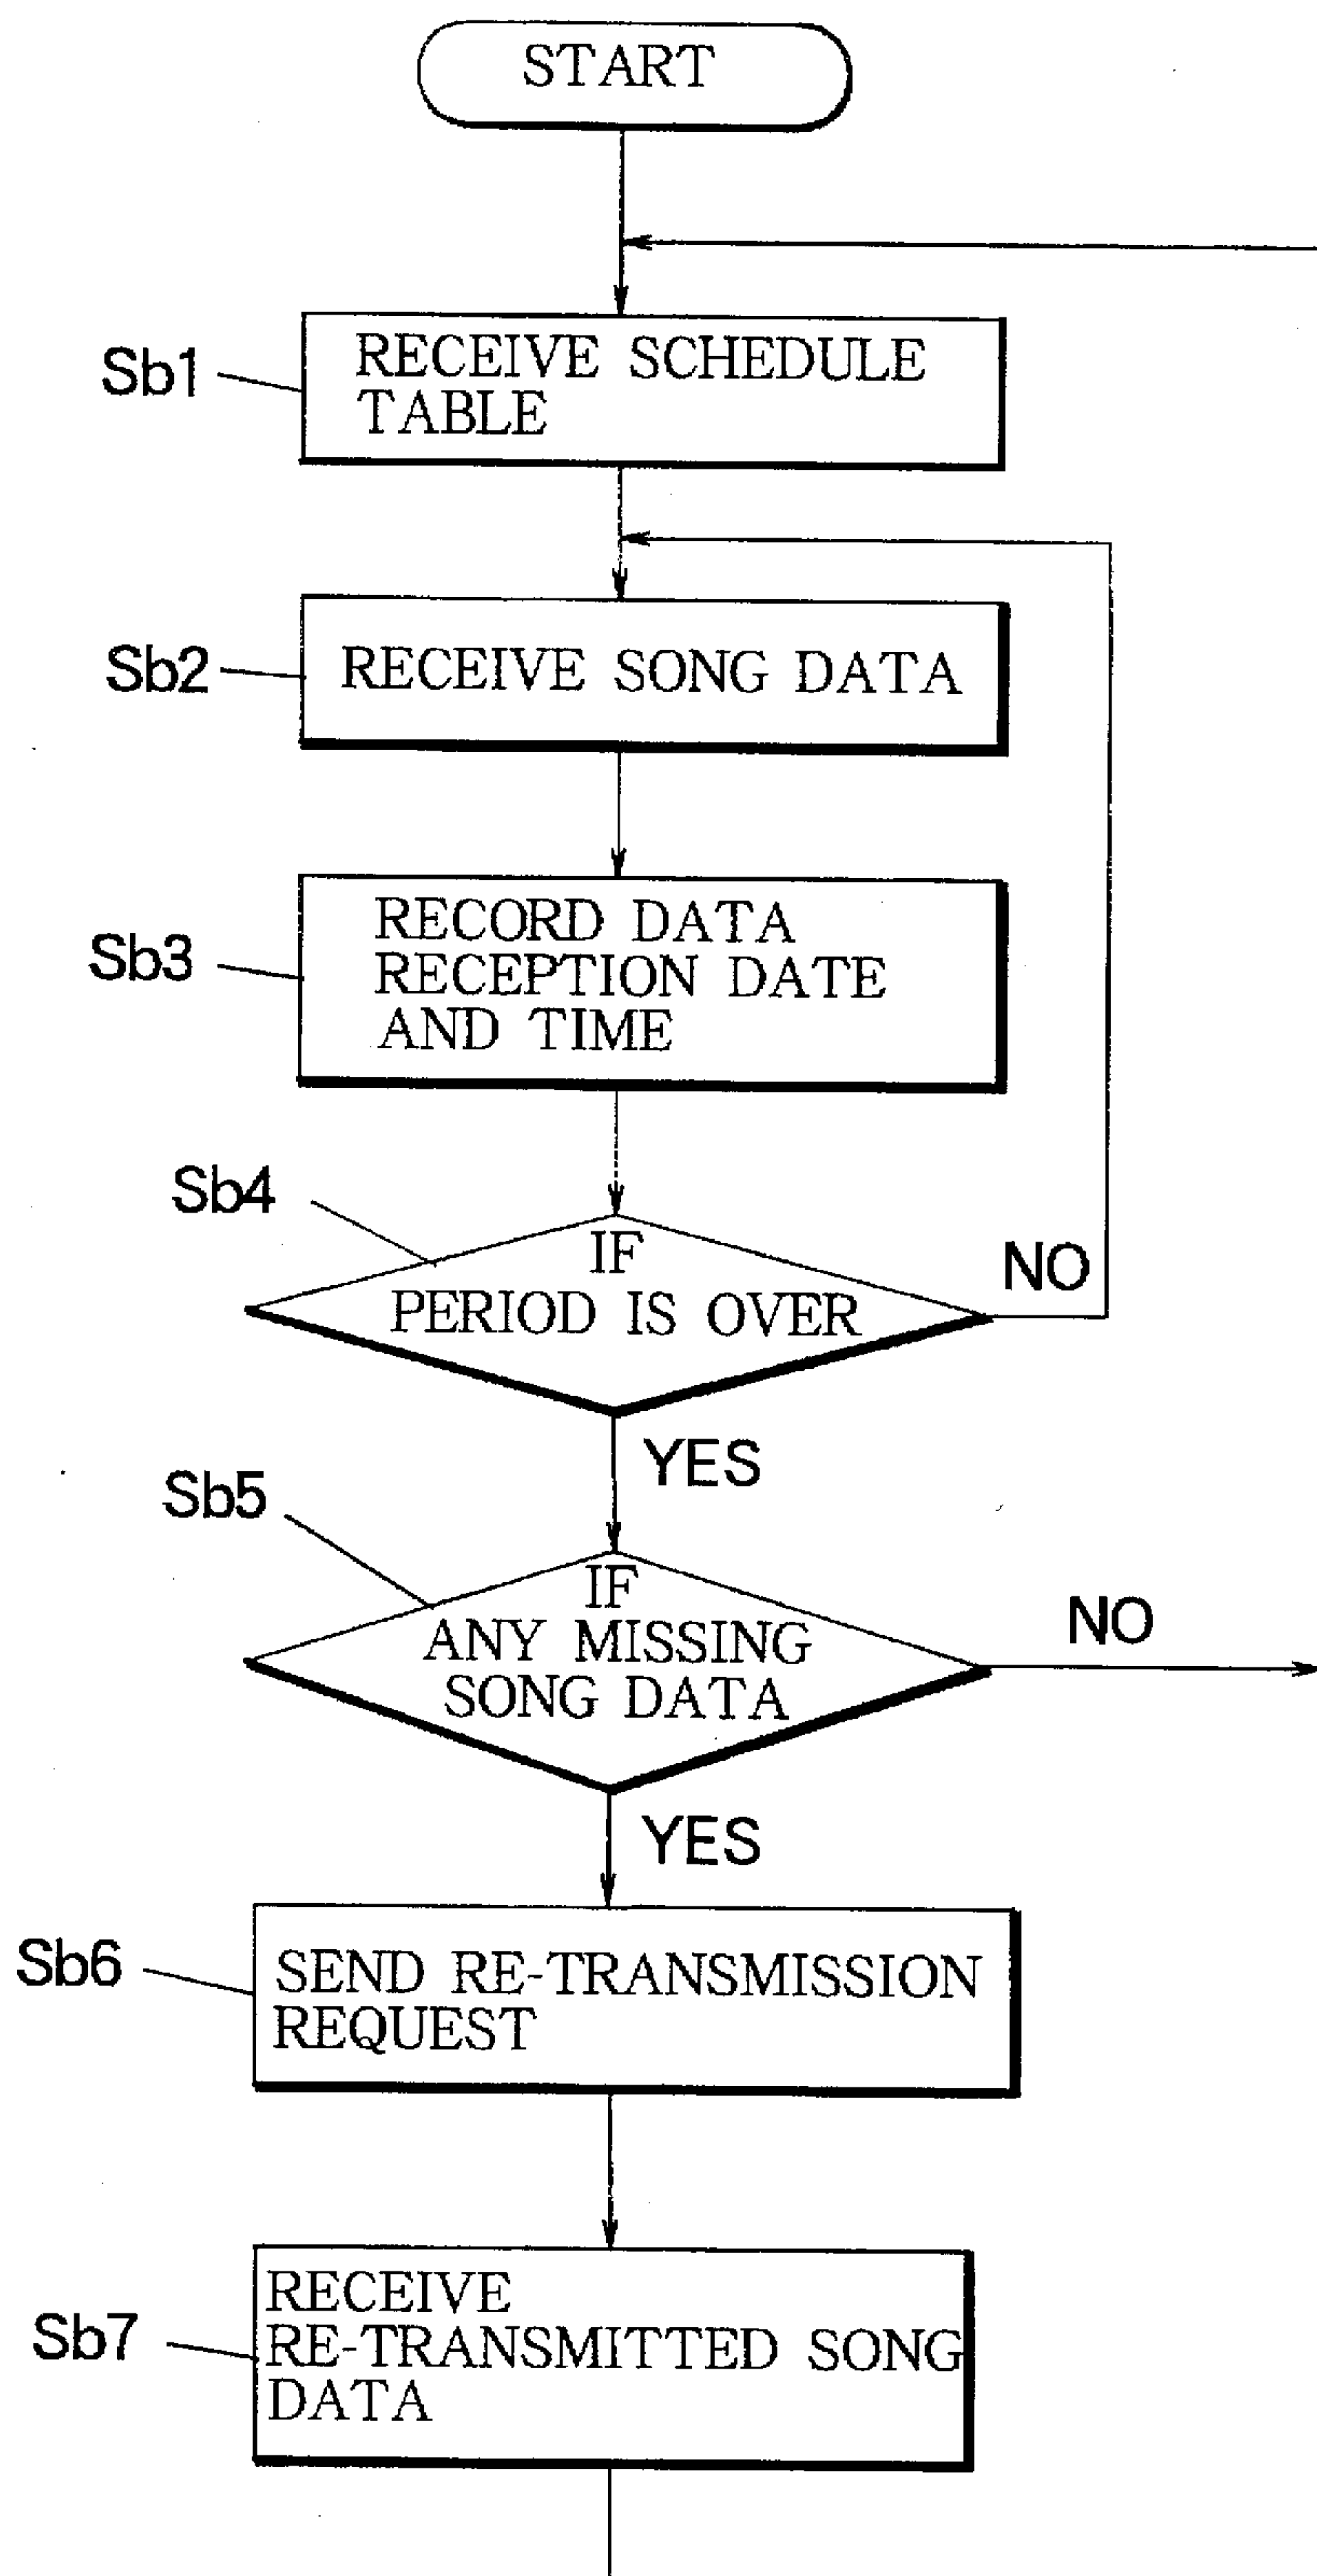 START
Sb1
RECEIVE SCHEDULE
TABLE
Sb2
RECEIVE SONG DATA
Sb3
RECORD DATA
RECEPTION DATE
AND TIME
Sb4
IF
PERIOD IS OVER
NO
YES
Sb5
IF
ANY MISSING
SONG DATA
NO
YES
Sb6
SEND RE-TRANSMISSION
REQUEST
Sb7
RECEIVE
RE-TRANSMITTED SONG
DATA